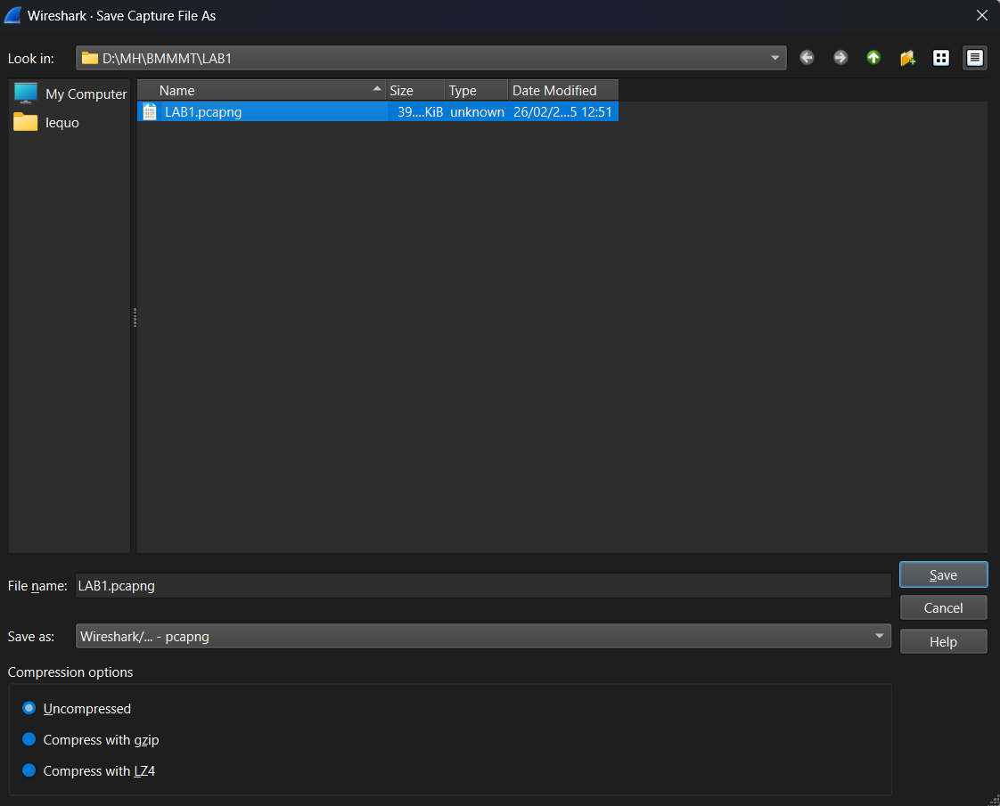 Wireshark · Save Capture File As
Look in: D:\MH\BMMMT\LAB1
My Computer
lequo
Name Size Type Date Modified
LAB1.pcapng 39....KiB unknown 26/02/2...5 12:51
File name: LAB1.pcapng
Save
Cancel
Save as: Wireshark/... - pcapng
Help
Compression options
Uncompressed
Compress with gzip
Compress with LZ4